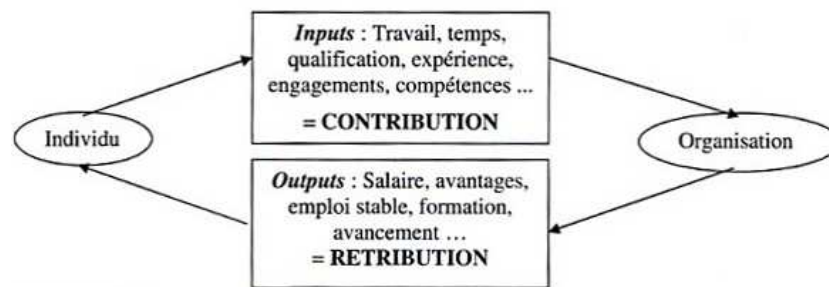 Inputs : Travail, temps,
qualification, expérience,
engagements, compétences ...
= CONTRIBUTION
Individu
Organisation
Outputs : Salaire, avantages,
emploi stable, formation,
avancement ...
= RETRIBUTION